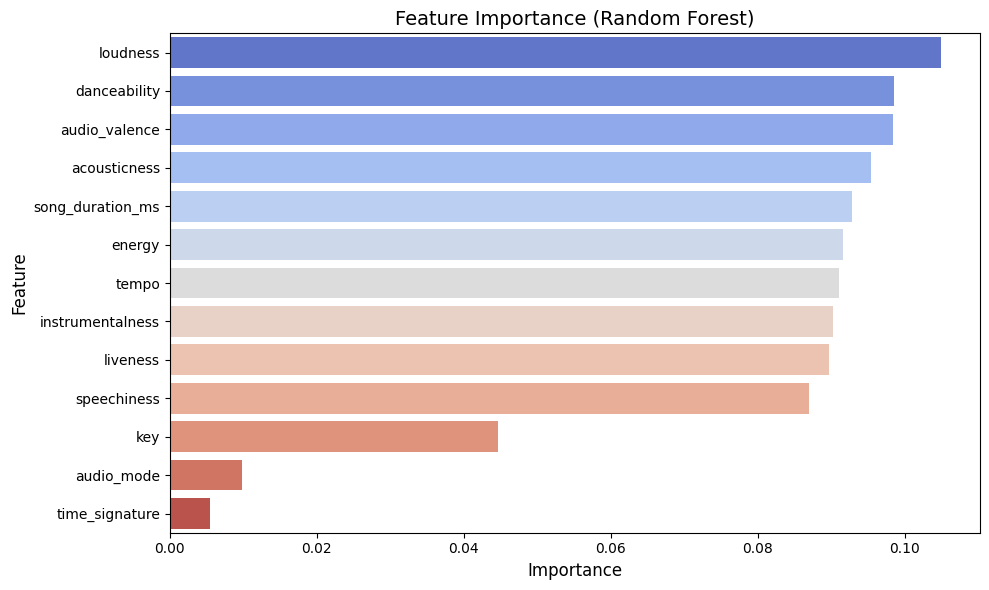 Feature Importance (Random Forest)
loudness
danceability
audio_valence
acousticness
song_duration_ms
energy
tempo
instrumentalness
liveness
speechiness
key
audio_mode
time_signature
Feature
0.00 0.02 0.04 0.06 0.08 0.10
Importance